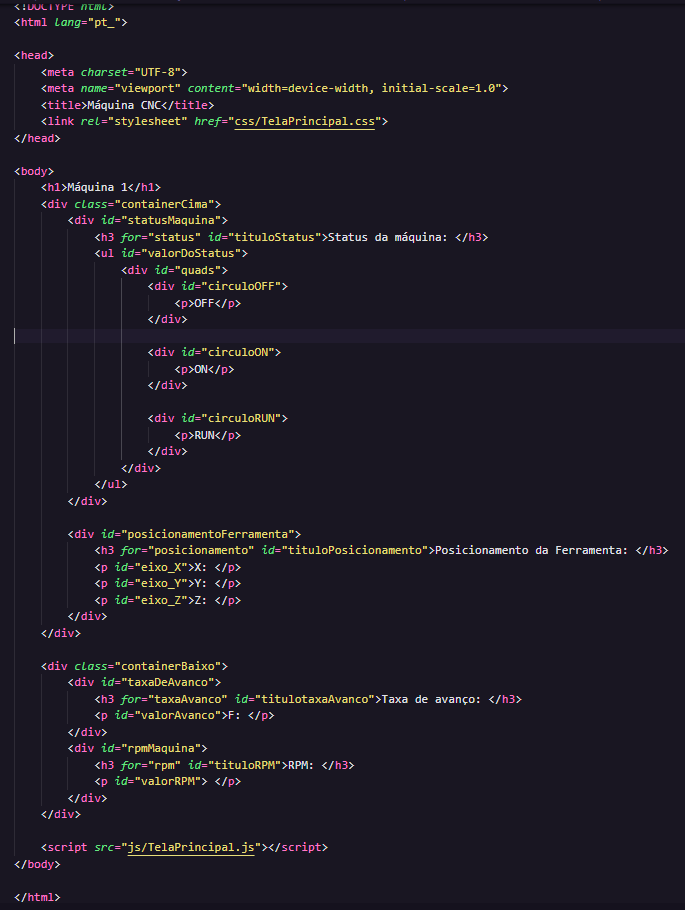 <!DOCTYPE html>
<html lang="pt_">
<head>
<meta charset="UTF-8">
<meta name="viewport" content="width=device-width, initial-scale=1.0">
<title>Máquina CNC</title>
<link rel="stylesheet" href="css/TelaPrincipal.css">
</head>
<body>
<h1>Máquina 1</h1>
<div class="containerCima">
<div id="statusMaquina">
<h3 for="status" id="tituloStatus">Status da máquina: </h3>
<ul id="valorDoStatus">
<div id="quads">
<div id="circuloOFF">
<p>OFF</p>
</div>
<div id="circuloON">
<p>ON</p>
</div>
<div id="circuloRUN">
<p>RUN</p>
</div>
</div>
</ul>
</div>
<div id="posicionamentoFerramenta">
<h3 for="posicionamento" id="tituloPosicionamento">Posicionamento da Ferramenta: </h3>
<p id="eixo_X">X: </p>
<p id="eixo_Y">Y: </p>
<p id="eixo_Z">Z: </p>
</div>
</div>
<div class="containerBaixo">
<div id="taxaDeAvanco">
<h3 for="taxaAvanco" id="titulotaxaAvanco">Taxa de avanço: </h3>
<p id="valorAvanco">F: </p>
</div>
<div id="rpmMaquina">
<h3 for="rpm" id="tituloRPM">RPM: </h3>
<p id="valorRPM"> </p>
</div>
</div>
<script src="js/TelaPrincipal.js"></script>
</body>
</html>